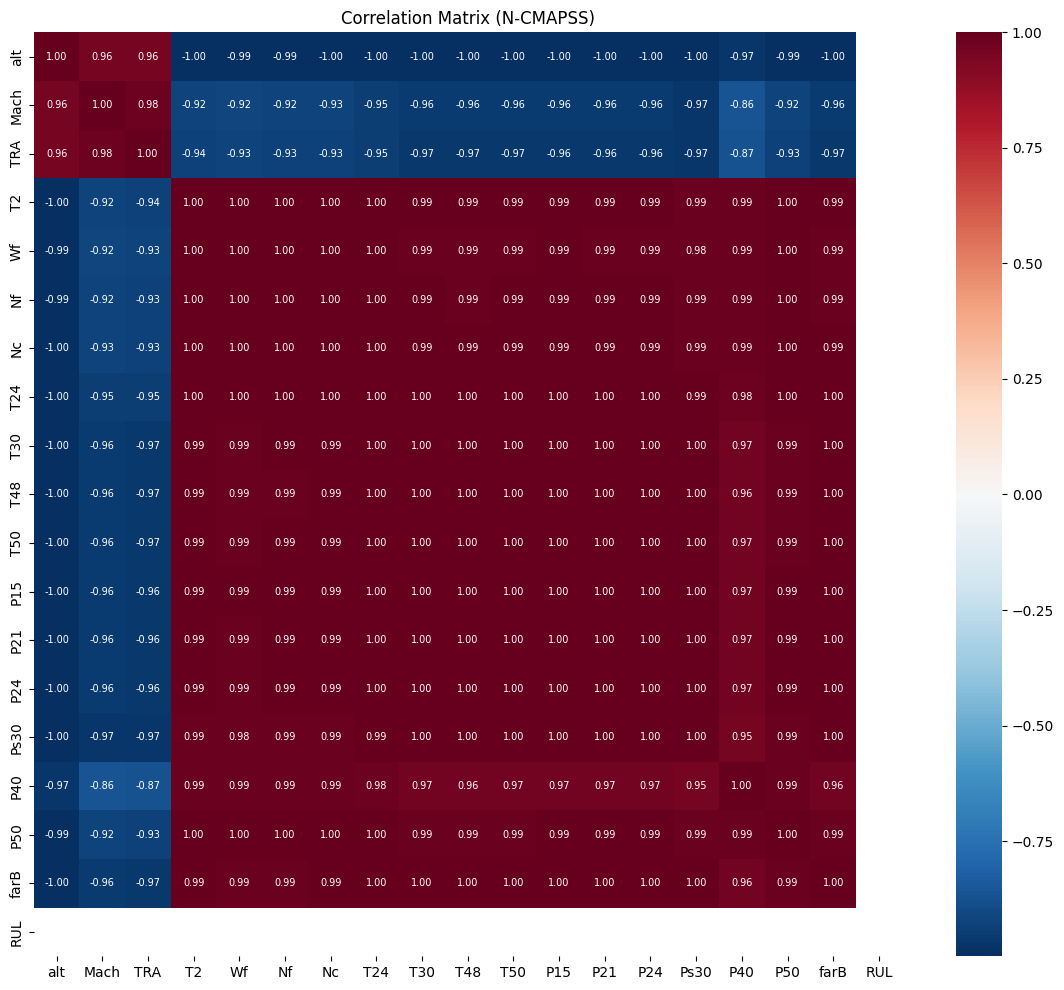 Correlation Matrix (N-CMAPSS)
alt 1.00 0.96 0.96 -1.00 -0.99 -0.99 -1.00 -1.00 -1.00 -1.00 -1.00 -1.00 -1.00 -1.00 -1.00 -0.97 -0.99 -1.00
Mach 0.96 1.00 0.98 -0.92 -0.92 -0.92 -0.93 -0.95 -0.96 -0.96 -0.96 -0.96 -0.96 -0.96 -0.97 -0.86 -0.92 -0.96
TRA 0.96 0.98 1.00 -0.94 -0.93 -0.93 -0.93 -0.95 -0.97 -0.97 -0.97 -0.96 -0.96 -0.96 -0.97 -0.87 -0.93 -0.97
T2 -1.00 -0.92 -0.94 1.00 1.00 1.00 1.00 1.00 0.99 0.99 0.99 0.99 0.99 0.99 0.99 0.99 1.00 0.99
Wf -0.99 -0.92 -0.93 1.00 1.00 1.00 1.00 1.00 0.99 0.99 0.99 0.99 0.99 0.99 0.98 0.99 1.00 0.99
Nf -0.99 -0.92 -0.93 1.00 1.00 1.00 1.00 1.00 0.99 0.99 0.99 0.99 0.99 0.99 0.99 0.99 1.00 0.99
Nc -1.00 -0.93 -0.93 1.00 1.00 1.00 1.00 1.00 0.99 0.99 0.99 0.99 0.99 0.99 0.99 0.99 1.00 0.99
T24 -1.00 -0.95 -0.95 1.00 1.00 1.00 1.00 1.00 1.00 1.00 1.00 1.00 1.00 1.00 0.99 0.98 1.00 1.00
T30 -1.00 -0.96 -0.97 0.99 0.99 0.99 0.99 1.00 1.00 1.00 1.00 1.00 1.00 1.00 1.00 0.97 0.99 1.00
T48 -1.00 -0.96 -0.97 0.99 0.99 0.99 0.99 1.00 1.00 1.00 1.00 1.00 1.00 1.00 1.00 0.96 0.99 1.00
T50 -1.00 -0.96 -0.97 0.99 0.99 0.99 0.99 1.00 1.00 1.00 1.00 1.00 1.00 1.00 1.00 0.97 0.99 1.00
P15 -1.00 -0.96 -0.96 0.99 0.99 0.99 0.99 1.00 1.00 1.00 1.00 1.00 1.00 1.00 1.00 0.97 0.99 1.00
P21 -1.00 -0.96 -0.96 0.99 0.99 0.99 0.99 1.00 1.00 1.00 1.00 1.00 1.00 1.00 1.00 0.97 0.99 1.00
P24 -1.00 -0.96 -0.96 0.99 0.99 0.99 0.99 1.00 1.00 1.00 1.00 1.00 1.00 1.00 1.00 0.97 0.99 1.00
Ps30 -1.00 -0.97 -0.97 0.99 0.98 0.99 0.99 0.99 1.00 1.00 1.00 1.00 1.00 1.00 1.00 0.95 0.99 1.00
P40 -0.97 -0.86 -0.87 0.99 0.99 0.99 0.99 0.98 0.97 0.96 0.97 0.97 0.97 0.97 0.95 1.00 0.99 0.96
P50 -0.99 -0.92 -0.93 1.00 1.00 1.00 1.00 1.00 0.99 0.99 0.99 0.99 0.99 0.99 0.99 0.99 1.00 0.99
farB -1.00 -0.96 -0.97 0.99 0.99 0.99 0.99 1.00 1.00 1.00 1.00 1.00 1.00 1.00 1.00 0.96 0.99 1.00
RUL
alt Mach TRA T2 Wf Nf Nc T24 T30 T48 T50 P15 P21 P24 Ps30 P40 P50 farB RUL
1.00
0.75
0.50
0.25
0.00
−0.25
−0.50
−0.75